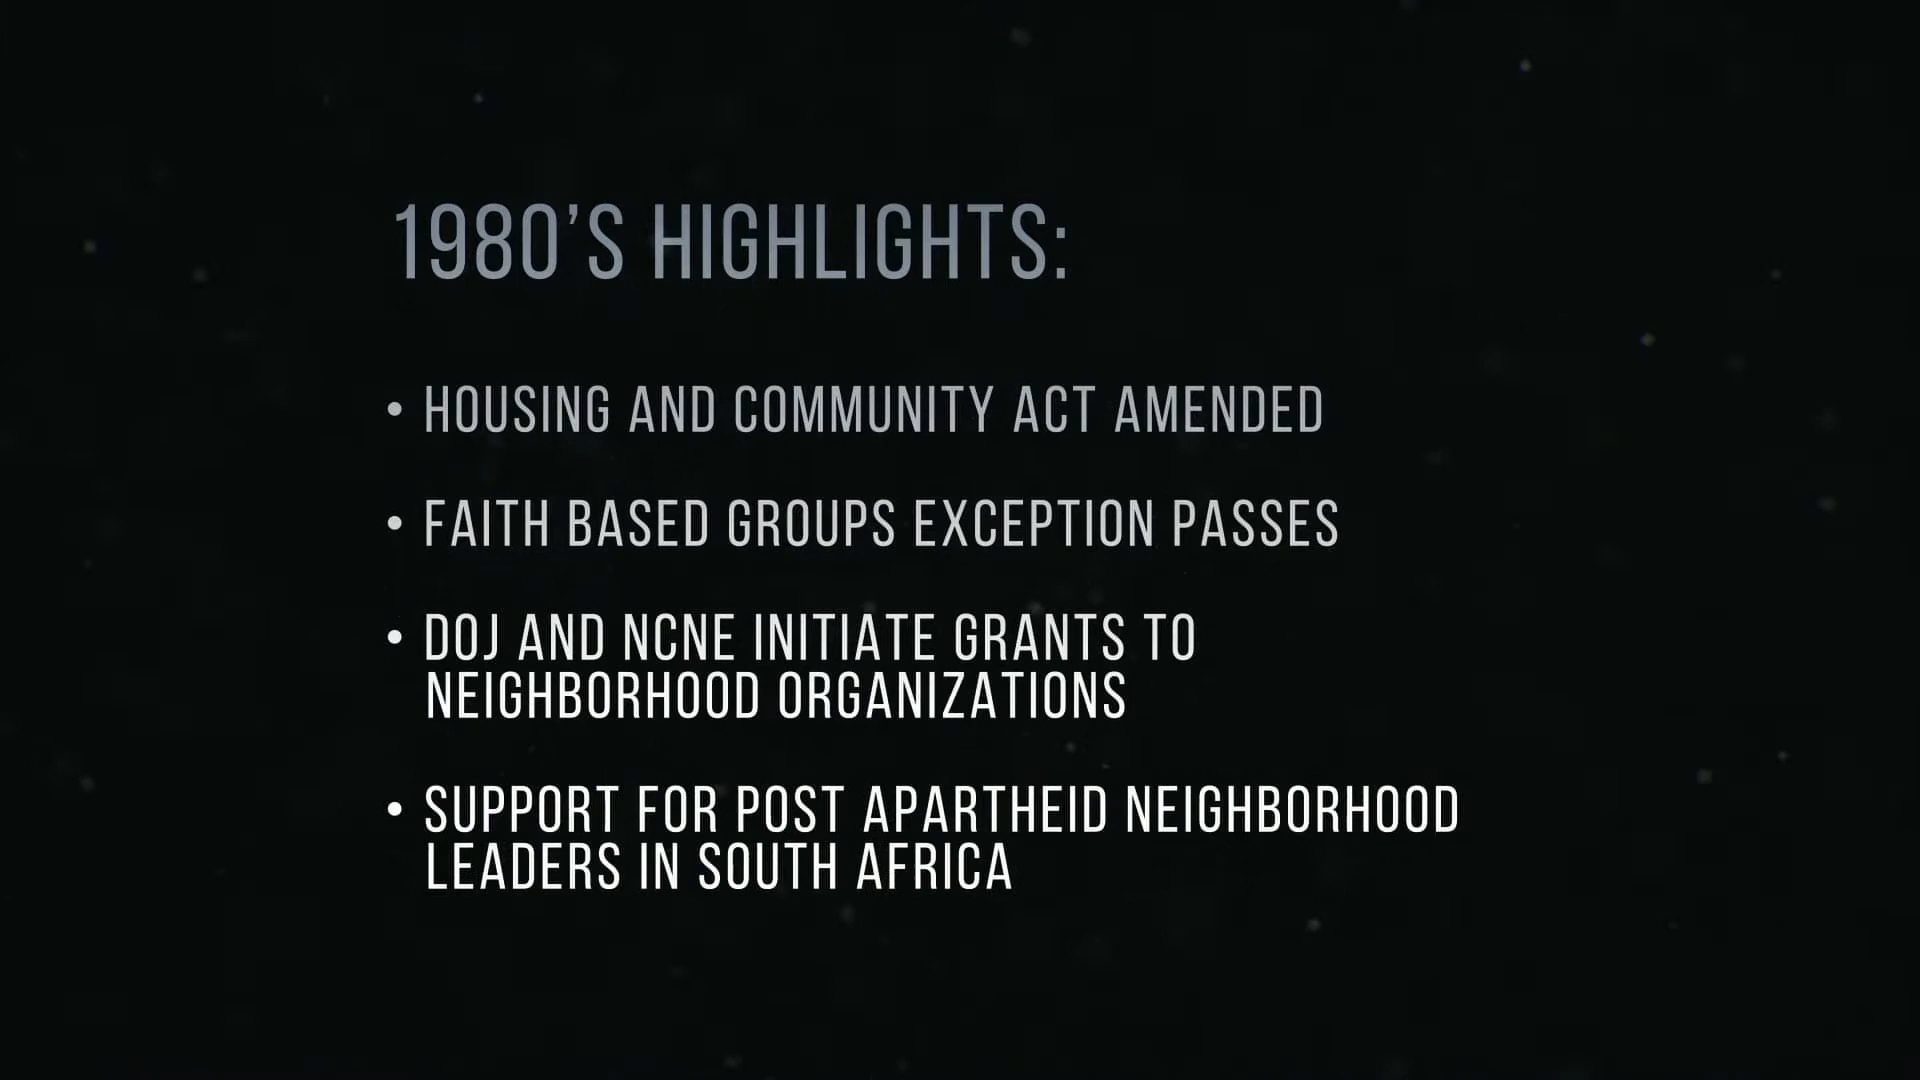 1980’S HIGHLIGHTS:
• HOUSING AND COMMUNITY ACT AMENDED
• FAITH BASED GROUPS EXCEPTION PASSES
• DOJ AND NCNE INITIATE GRANTS TO
NEIGHBORHOOD ORGANIZATIONS
• SUPPORT FOR POST APARTHEID NEIGHBORHOOD
LEADERS IN SOUTH AFRICA